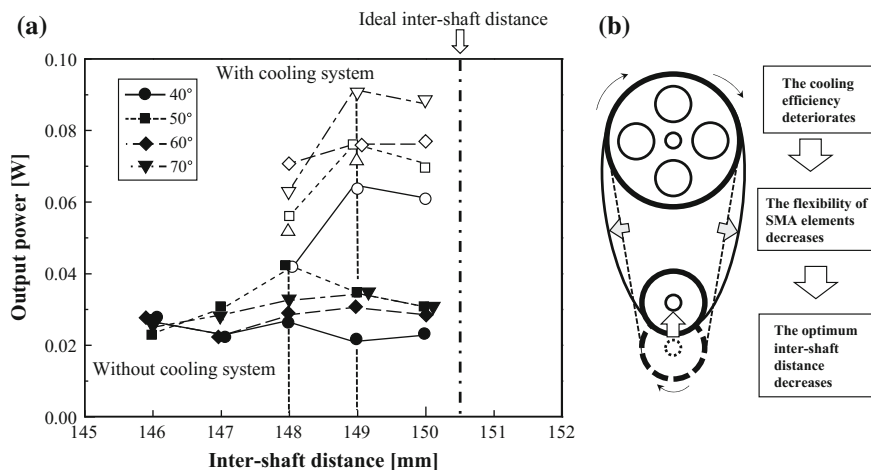 (a)
Ideal inter-shaft distance
(b)
0.10
0.08
0.06
0.04
0.02
0.00
Output power [W]
With cooling system
40°
50°
60°
70°
Without cooling system
145
146
147
148
149
150
151
152
Inter-shaft distance [mm]
The cooling
efficiency
deteriorates
The flexibility of
SMA elements
decreases
The optimum
inter-shaft
distance
decreases